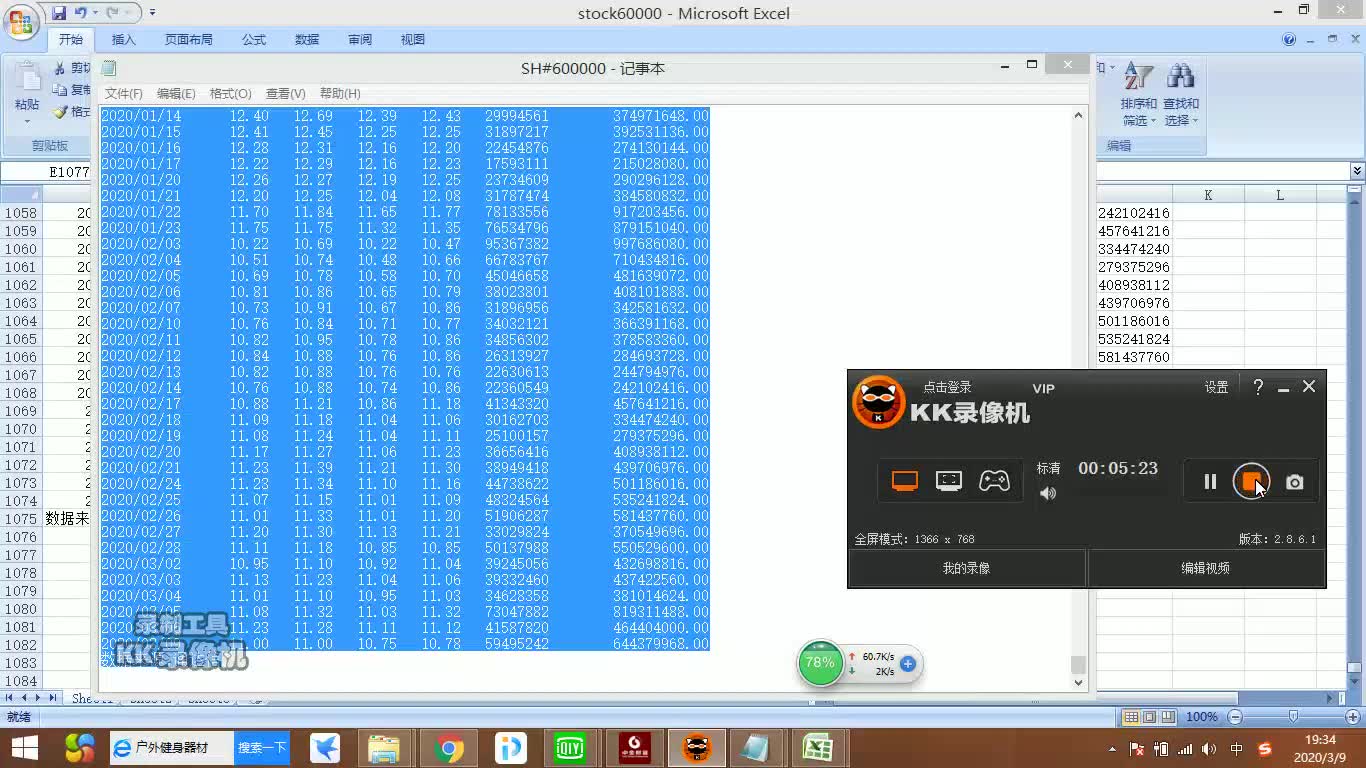 stock60000 - Microsoft Excel
开始 插入 页面布局 公式 数据 审阅 视图
SH#600000 - 记事本
文件(F) 编辑(E) 格式(O) 查看(V) 帮助(H)
粘贴
剪切
复制
格式
剪贴板
排序和 查找和
筛选 选择
编辑
E1077
K L
2020/01/14 12.40 12.69 12.39 12.43 29994561 374971648.00
2020/01/15 12.41 12.45 12.25 12.25 31897217 392531136.00
2020/01/16 12.28 12.31 12.16 12.20 22454876 274130144.00
2020/01/17 12.22 12.29 12.16 12.23 17593111 215028080.00
2020/01/20 12.26 12.27 12.19 12.25 23734609 290296128.00
2020/01/21 12.20 12.25 12.04 12.08 31787474 384580832.00
2020/01/22 11.70 11.84 11.65 11.77 78133556 917203456.00
2020/01/23 11.75 11.75 11.32 11.35 76534796 879151040.00
2020/02/03 10.22 10.69 10.22 10.47 95367382 997686080.00
2020/02/04 10.51 10.74 10.48 10.66 66783767 710434816.00
2020/02/05 10.69 10.78 10.58 10.70 45046658 481639072.00
2020/02/06 10.81 10.86 10.65 10.79 38023801 408101888.00
2020/02/07 10.73 10.91 10.67 10.86 31896956 342581632.00
2020/02/10 10.76 10.84 10.71 10.77 34032121 366391168.00
2020/02/11 10.82 10.95 10.78 10.86 34856302 378583360.00
2020/02/12 10.84 10.88 10.76 10.86 26313927 284693728.00
2020/02/13 10.82 10.88 10.76 10.76 22630613 244794976.00
2020/02/14 10.76 10.88 10.74 10.86 22360549 242102416.00
2020/02/17 10.88 11.21 10.86 11.18 41343320 457641216.00
2020/02/18 11.09 11.18 11.04 11.06 30162703 334474240.00
2020/02/19 11.08 11.24 11.04 11.11 25100157 279375296.00
2020/02/20 11.17 11.27 11.06 11.23 36656416 408938112.00
2020/02/21 11.23 11.39 11.21 11.30 38949418 439706976.00
2020/02/24 11.23 11.34 11.10 11.16 44738622 501186016.00
2020/02/25 11.07 11.15 11.01 11.09 48324564 535241824.00
2020/02/26 11.01 11.33 11.01 11.20 51906287 581437760.00
2020/02/27 11.20 11.30 11.13 11.21 33029824 370549696.00
2020/02/28 11.11 11.18 10.85 10.85 50137988 550529600.00
2020/03/02 10.95 11.10 10.92 11.04 39245056 432698816.00
2020/03/03 11.13 11.23 11.04 11.06 39332460 437422560.00
2020/03/04 11.01 11.10 10.95 11.03 34628358 381014624.00
11.08 11.32 11.03 11.32 73047882 819311488.00
11.23 11.28 11.11 11.12 41587820 464404000.00
11.00 10.75 10.78 59495242 644379968.00
1058 20
1059 20
1060 20
1061 20
1062 20
1063 20
1064 20
1065 20
1066 20
1067 20
1068 20
1069 2
1070 2
1071 2
1072 2
1073 2
1074 2
1075 数据来
1076
1077
1078
1079
1080
1081
1082
1083
1084
242102416
457641216
334474240
279375296
408938112
439706976
501186016
535241824
581437760
点击登录 VIP 设置
KK录像机
标清 00:05:23
全屏模式：1366 x 768 版本：2.8.6.1
我的录像 编辑视频
录制工具
KK录像机
78% 60.7K/s
2K/s
就绪 100%
户外健身器材 搜索一下
QIY
中
19:34
2020/3/9